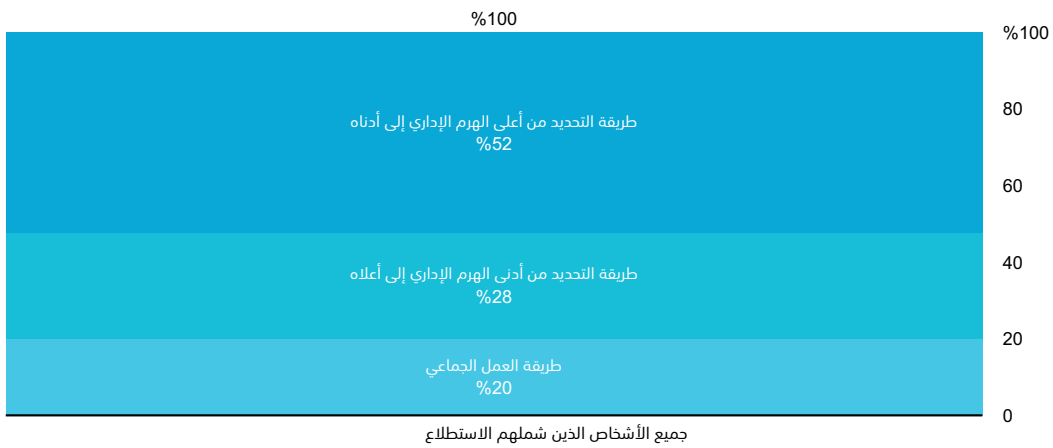 %100
%100
طريقة التحديد من أعلى الهرم الإداري إلى أدناه
%52
80
60
طريقة التحديد من أدنى الهرم الإداري إلى أعلاه
%28
40
20
طريقة العمل الجماعي
%20
0
جميع الأشخاص الذين شملهم الاستطلاع